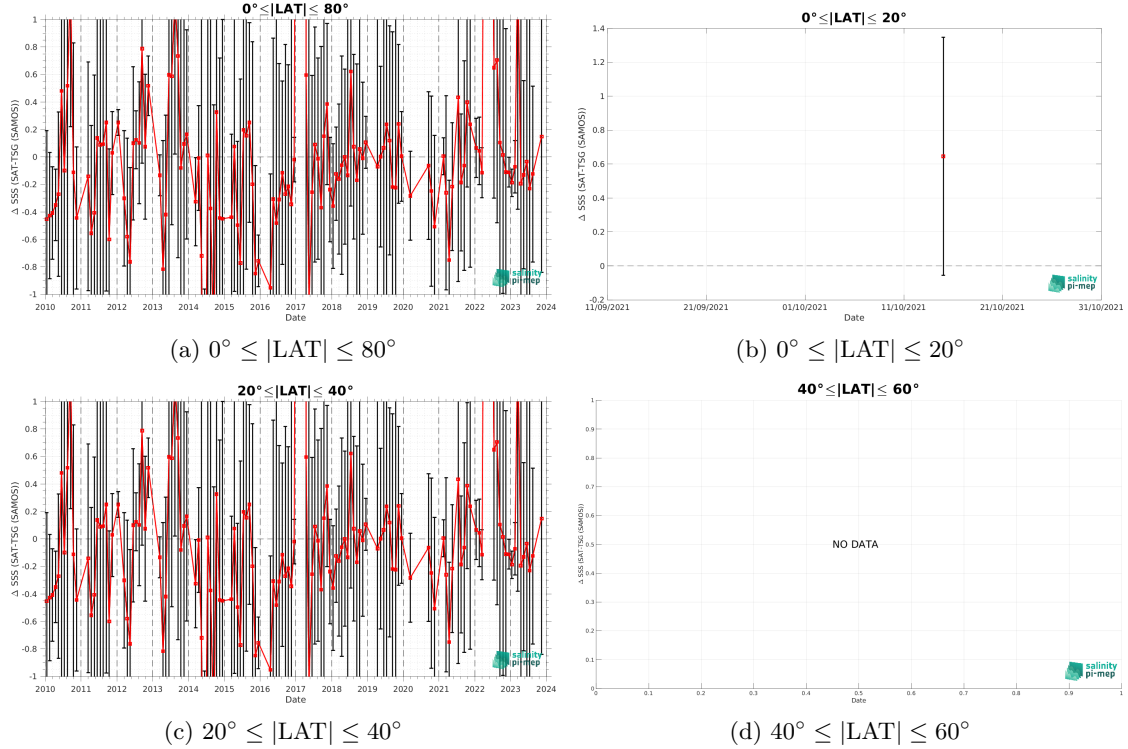 0°≤|LAT|≤ 80°
Δ SSS (SAT-TSG (SAMOS))
1
0.8
0.6
0.4
0.2
0
-0.2
-0.4
-0.6
-0.8
-1
2010 2011 2012 2013 2014 2015 2016 2017 2018 2019 2020 2021 2022 2023 2024
Date
salinity
pi-mep
(a) 0° ≤ |LAT| ≤ 80°
0°≤|LAT|≤ 20°
Δ SSS (SAT-TSG (SAMOS))
1.4
1.2
1
0.8
0.6
0.4
0.2
0
-0.2
11/09/2021 21/09/2021 01/10/2021 11/10/2021 21/10/2021 31/10/2021
Date
salinity
pi-mep
(b) 0° ≤ |LAT| ≤ 20°
20°≤|LAT|≤ 40°
Δ SSS (SAT-TSG (SAMOS))
1
0.8
0.6
0.4
0.2
0
-0.2
-0.4
-0.6
-0.8
-1
2010 2011 2012 2013 2014 2015 2016 2017 2018 2019 2020 2021 2022 2023 2024
Date
salinity
pi-mep
(c) 20° ≤ |LAT| ≤ 40°
40°≤|LAT|≤ 60°
Δ SSS (SAT-TSG (SAMOS))
1
0.9
0.8
0.7
0.6
0.5
0.4
0.3
0.2
0.1
0
NO DATA
0 0.1 0.2 0.3 0.4 0.5 0.6 0.7 0.8 0.9 1
Date
salinity
pi-mep
(d) 40° ≤ |LAT| ≤ 60°